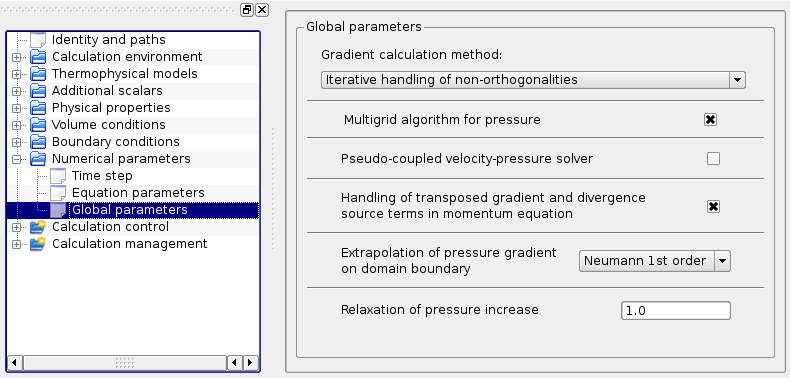 Identity and paths
Calculation environment
Thermophysical models
Additional scalars
Physical properties
Volume conditions
Boundary conditions
Numerical parameters
Time step
Equation parameters
Global parameters
Calculation control
Calculation management
Global parameters
Gradient calculation method:
Iterative handling of non-orthogonalities
Multigrid algorithm for pressure
Pseudo-coupled velocity-pressure solver
Handling of transposed gradient and divergence
source terms in momentum equation
Extrapolation of pressure gradient
on domain boundary
Neumann 1st order
Relaxation of pressure increase
1.0